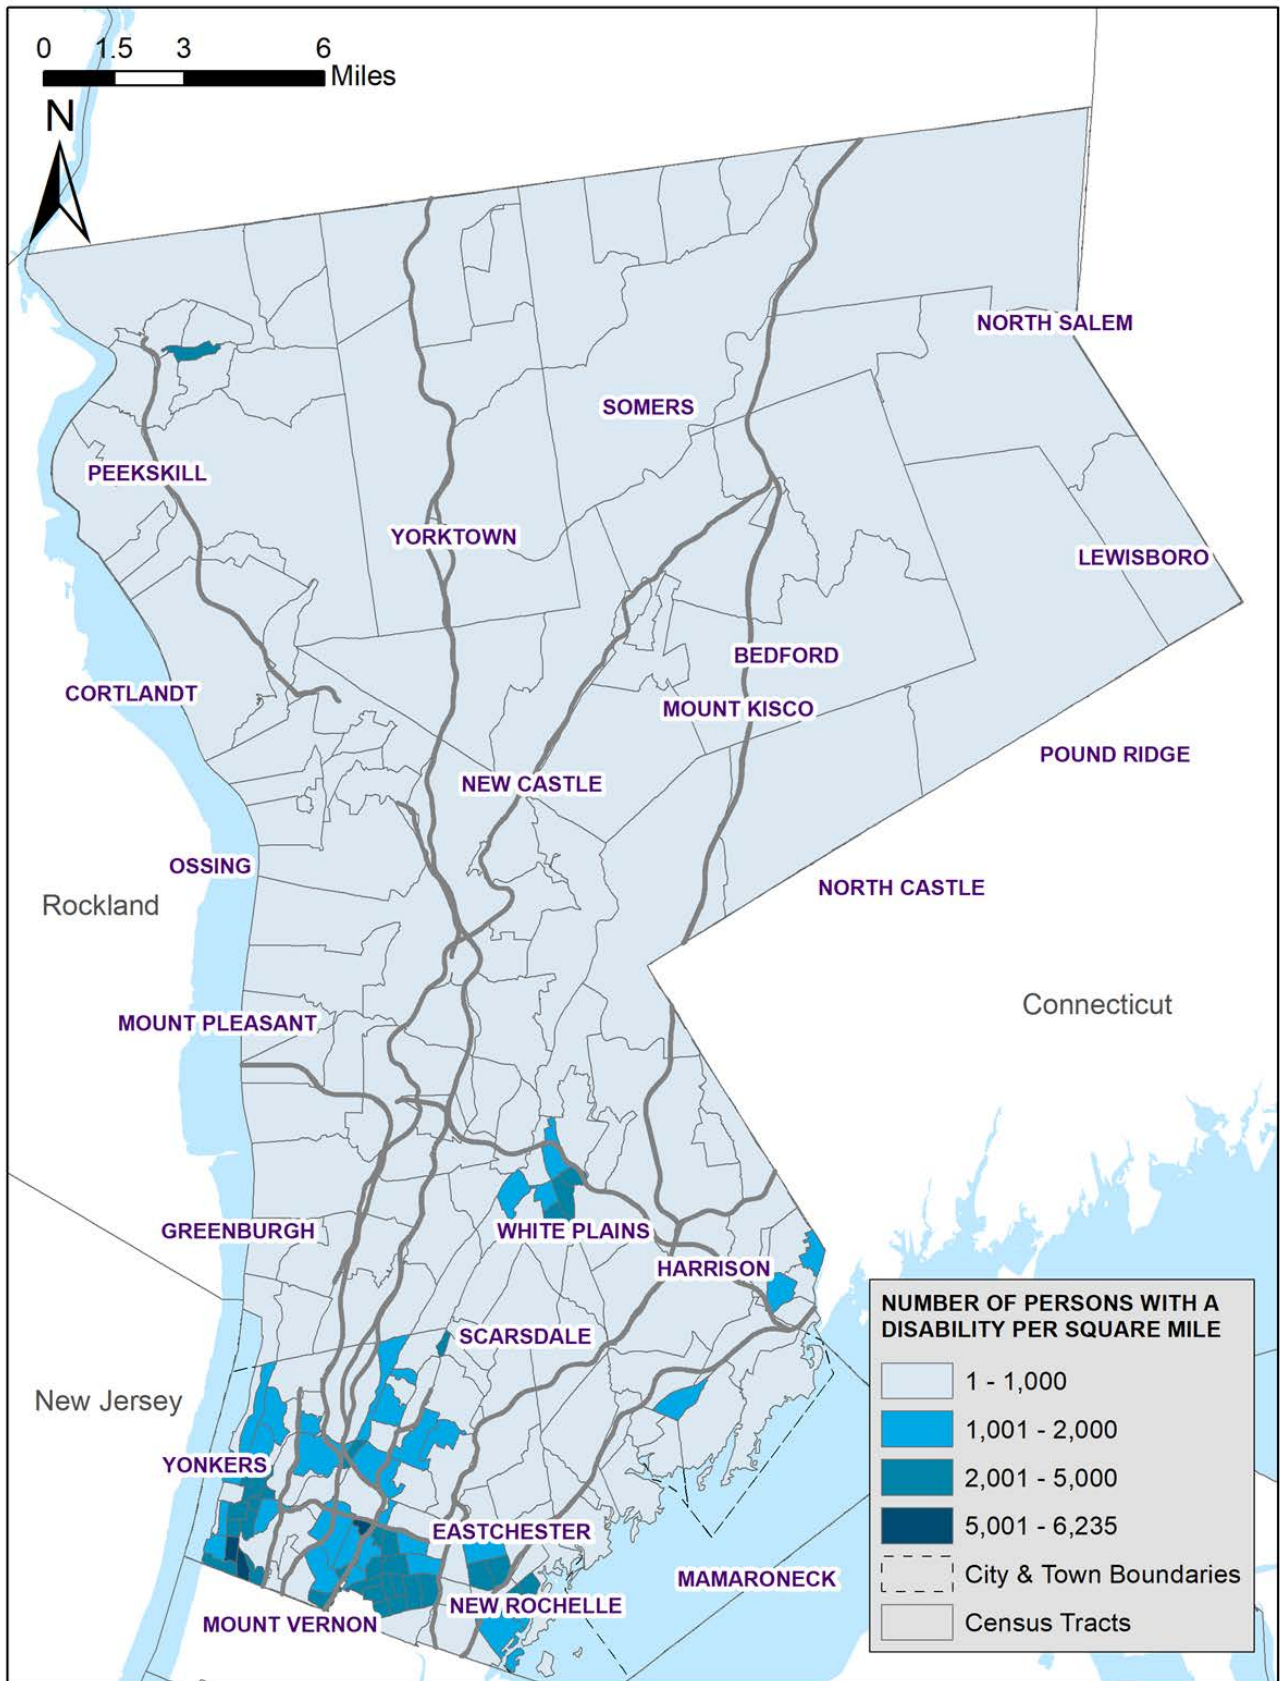 0 1.5 3 6
Miles
N
NORTH SALEM
SOMERS
PEEKSKILL
YORKTOWN
LEWISBORO
BEDFORD
CORTLANDT
MOUNT KISCO
POUND RIDGE
NEW CASTLE
OSSING
NORTH CASTLE
Rockland
Connecticut
MOUNT PLEASANT
GREENBURGH
WHITE PLAINS
HARRISON
SCARSDALE
New Jersey
YONKERS
EASTCHESTER
MAMARONECK
NEW ROCHELLE
MOUNT VERNON
NUMBER OF PERSONS WITH A
DISABILITY PER SQUARE MILE
1 - 1,000
1,001 - 2,000
2,001 - 5,000
5,001 - 6,235
City & Town Boundaries
Census Tracts